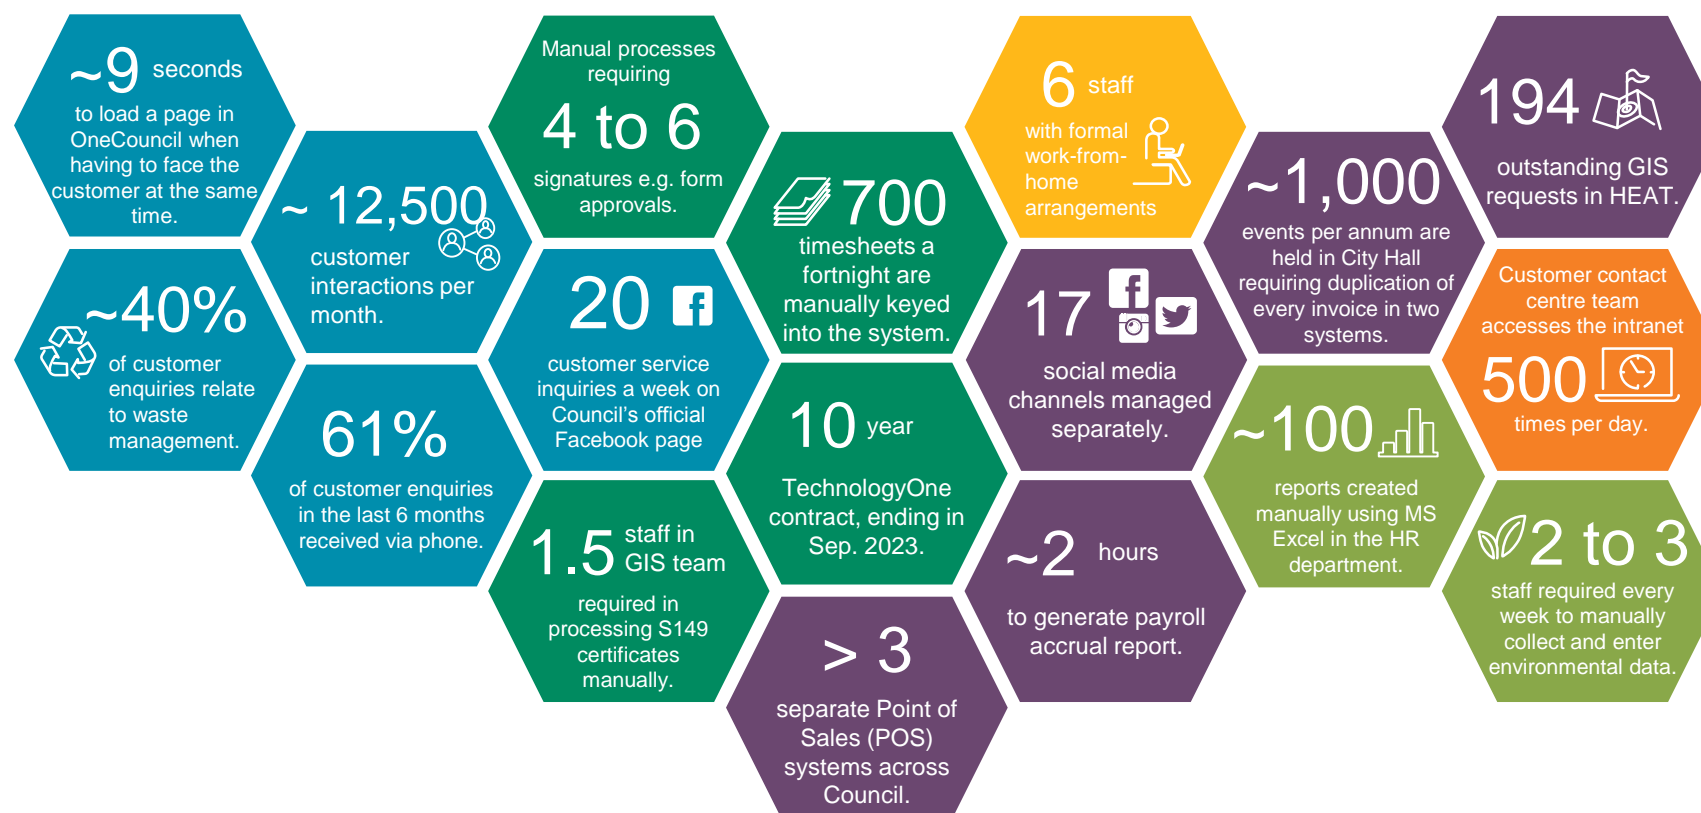 ~9 seconds
to load a page in
OneCouncil when
having to face the
customer at the same
time.
~40%
of customer
enquiries relate
to waste
management.
~ 12,500
customer
interactions per
month.
61%
of customer enquiries
in the last 6 months
received via phone.
Manual processes
requiring
4 to 6
signatures e.g. form
approvals.
20
customer service
inquiries a week on
Council's official
Facebook page
1.5 staff in
GIS team
required in
processing S149
certificates
manually.
700
timesheets a
fortnight are
manually keyed
into the system.
10 year
TechnologyOne
contract, ending in
Sep. 2023.
> 3
separate Point of
Sales (POS)
systems across
Council.
6 staff
with formal
work-from-
home
arrangements
17
social media
channels managed
separately.
~2 hours
to generate payroll
accrual report.
~1,000
events per annum are
held in City Hall
requiring duplication of
every invoice in two
systems.
~100
reports created
manually using MS
Excel in the HR
department.
194
outstanding GIS
requests in HEAT.
Customer contact
centre team
accesses the intranet
500
times per day.
2 to 3
staff required every
week to manually
collect and enter
environmental data.